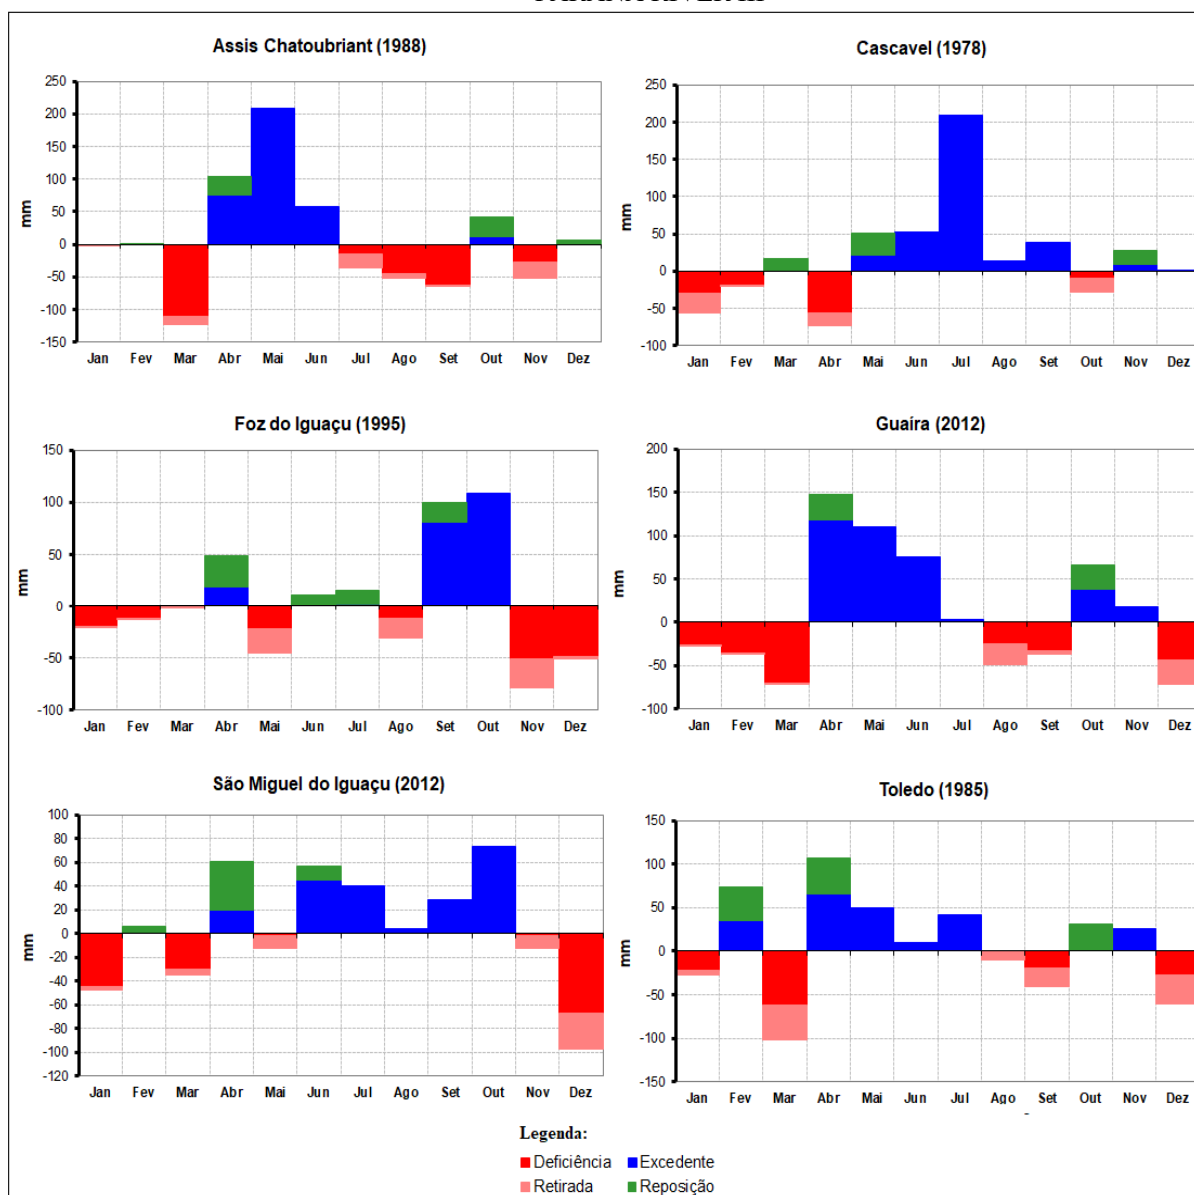 Assis Chatoubriant (1988)
mm
250
200
150
100
50
0
-50
-100
-150
Jan Fev Mar Abr Mai Jun Jul Ago Set Out Nov Dez
Cascavel (1978)
mm
250
200
150
100
50
0
-50
-100
Jan Fev Mar Abr Mai Jun Jul Ago Set Out Nov Dez
Foz do Iguaçu (1995)
mm
150
100
50
0
-50
-100
Jan Fev Mar Abr Mai Jun Jul Ago Set Out Nov Dez
Guaíra (2012)
mm
200
150
100
50
0
-50
-100
Jan Fev Mar Abr Mai Jun Jul Ago Set Out Nov Dez
São Miguel do Iguaçu (2012)
mm
100
80
60
40
20
0
-20
-40
-60
-80
-100
-120
Jan Fev Mar Abr Mai Jun Jul Ago Set Out Nov Dez
Toledo (1985)
mm
150
100
50
0
-50
-100
-150
Jan Fev Mar Abr Mai Jun Jul Ago Set Out Nov Dez
Legenda:
Deficiência Excedente
Retirada Reposição